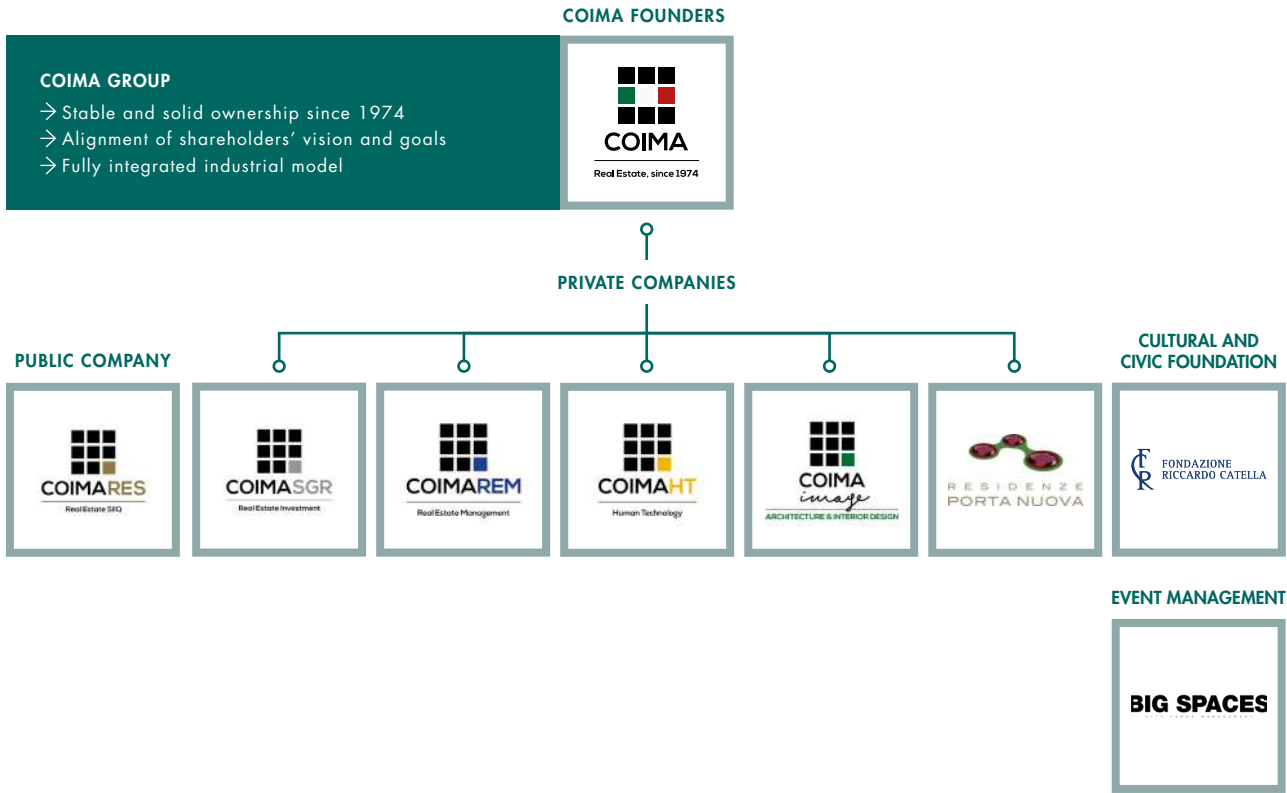 COIMA FOUNDERS
COIMA GROUP
→ Stable and solid ownership since 1974
→ Alignment of shareholders' vision and goals
→ Fully integrated industrial model
COIMA
Real Estate, since 1974
PRIVATE COMPANIES
PUBLIC COMPANY
CULTURAL AND
CIVIC FOUNDATION
COIMARES
Real Estate SIIQ
COIMASGR
Real Estate Investment
COIMAREM
Real Estate Management
COIMAHT
Human Technology
COIMA
image
ARCHITECTURE & INTERIOR DESIGN
RESIDENZE
PORTA NUOVA
FONDAZIONE
RICCARDO CATELLA
EVENT MANAGEMENT
BIG SPACES